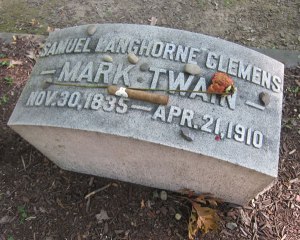 SAMUEL LANGHORNE CLEMENS
—MARK TWAIN—
NOV. 30, 1835—APR. 21, 1910